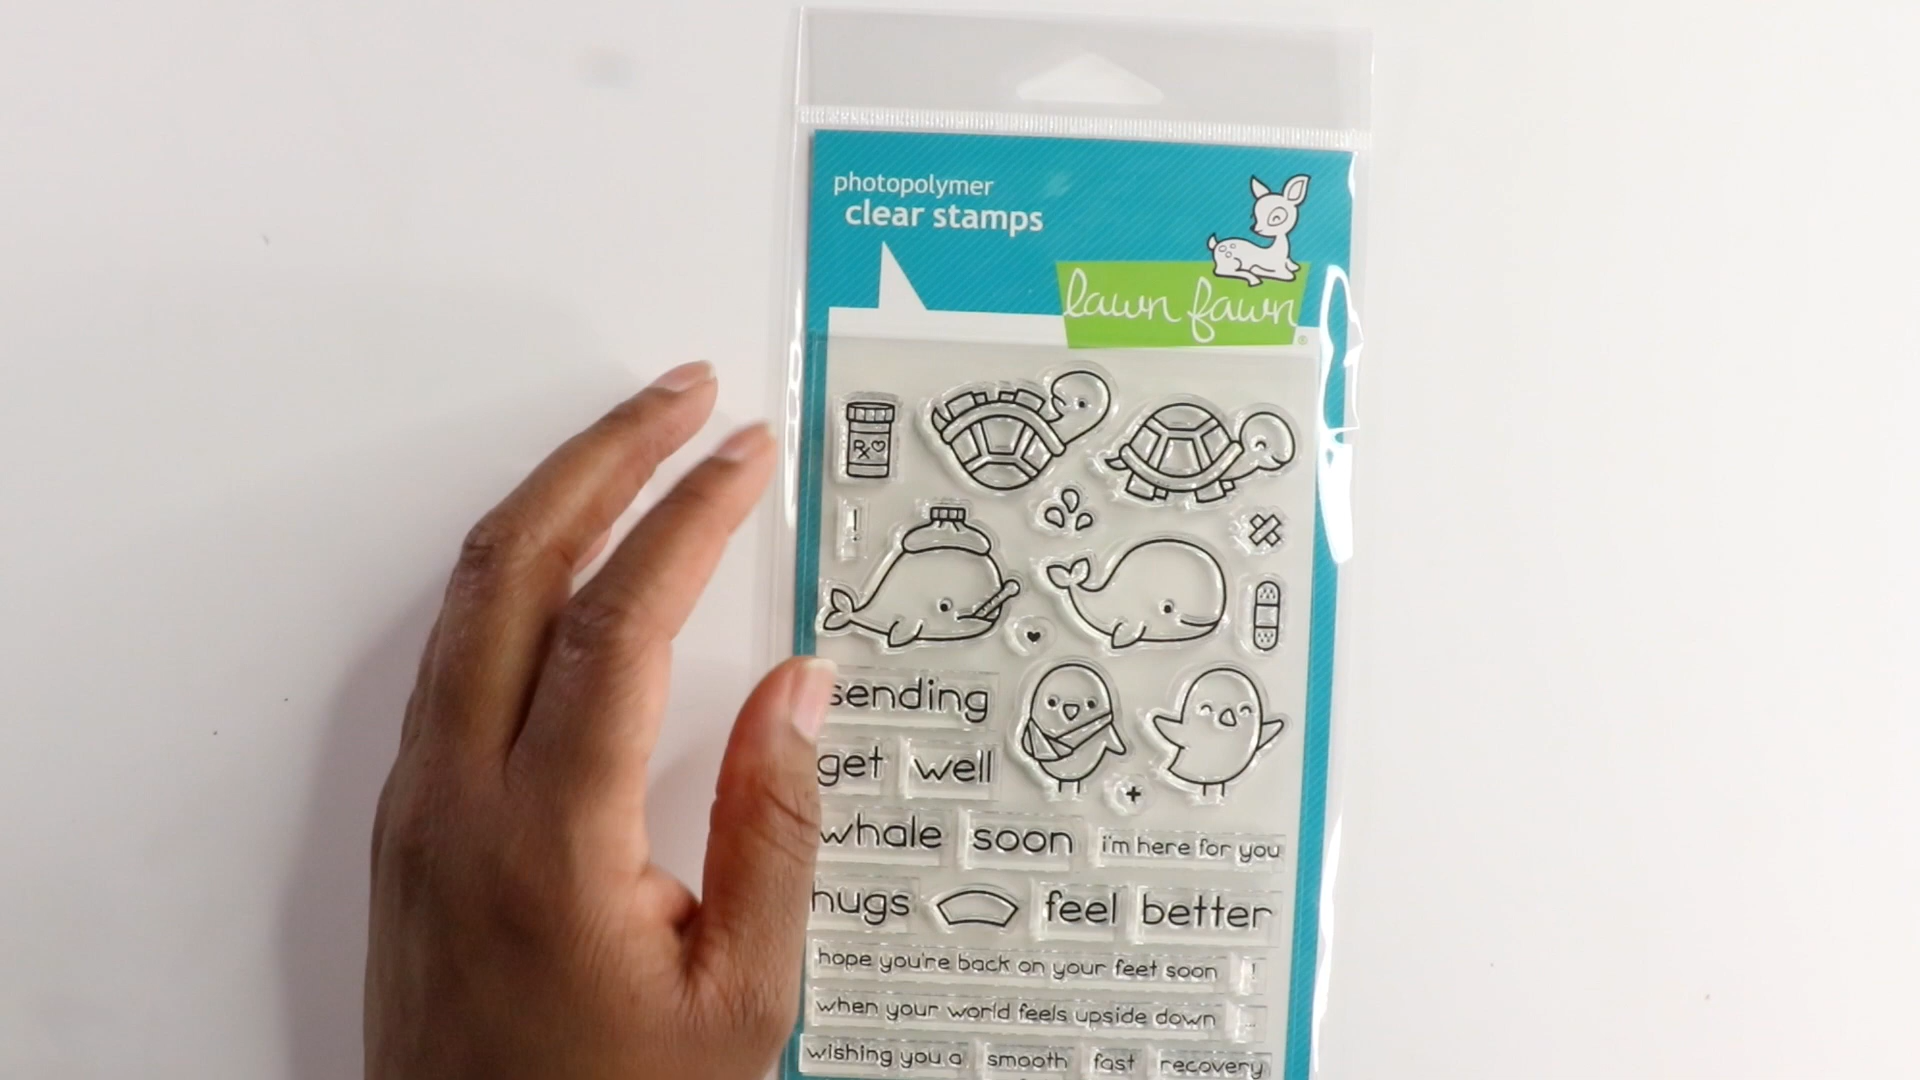 photopolymer
clear stamps
lawn fawn®
Rx
!
sending
get well
+
whale soon i'm here for you
hugs feel better
hope you're back on your feet soon !
when your world feels upside down ...
wishing you a smooth fast recovery